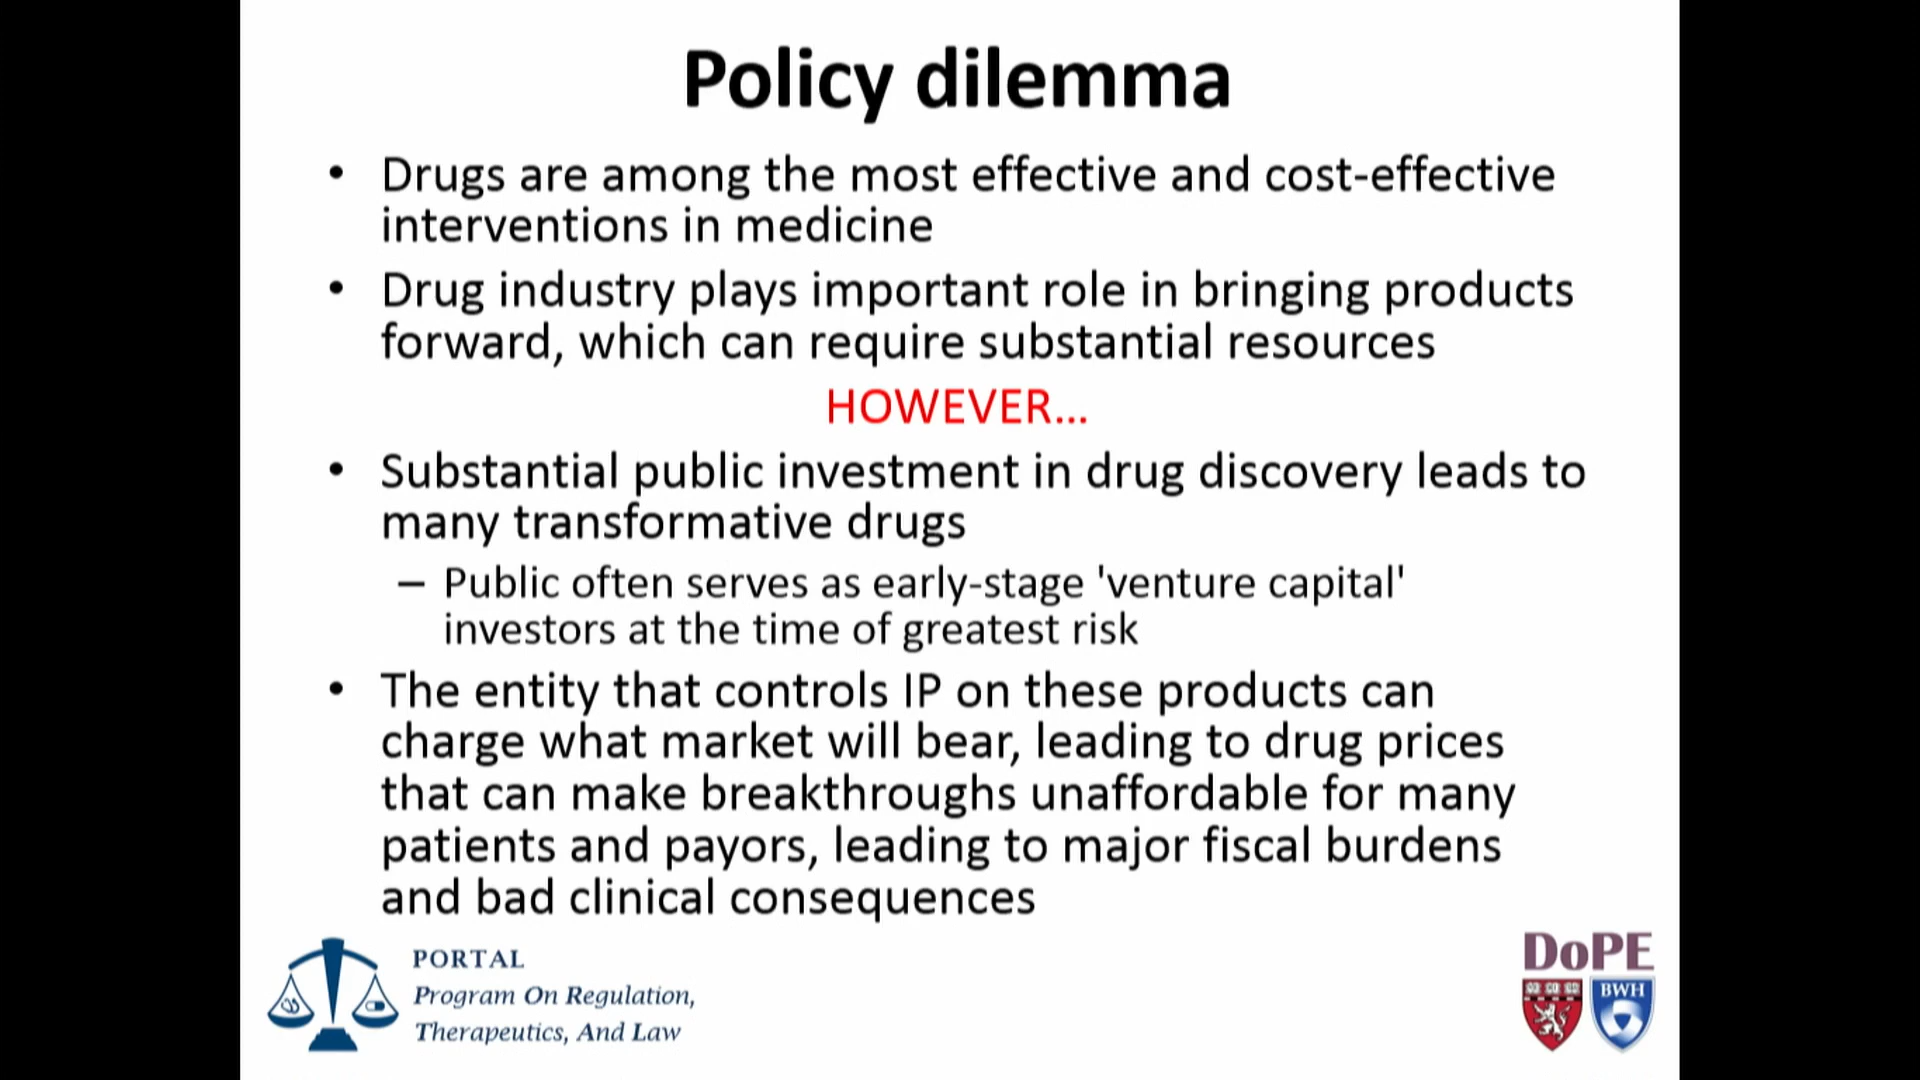 Policy dilemma
• Drugs are among the most effective and cost-effective
interventions in medicine
• Drug industry plays important role in bringing products
forward, which can require substantial resources
HOWEVER...
• Substantial public investment in drug discovery leads to
many transformative drugs
– Public often serves as early-stage 'venture capital'
investors at the time of greatest risk
• The entity that controls IP on these products can
charge what market will bear, leading to drug prices
that can make breakthroughs unaffordable for many
patients and payors, leading to major fiscal burdens
and bad clinical consequences
PORTAL
Program On Regulation,
Therapeutics, And Law
DoPE
BWH